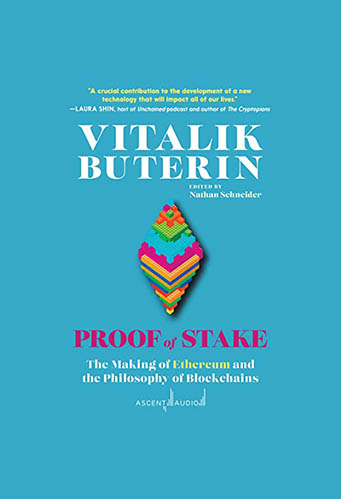 "A crucial contribution to the development of a new
technology that will impact all of our lives."
—LAURA SHIN, host of Unchained podcast and author of The Cryptopians
VITALIK
BUTERIN
EDITED BY
Nathan Schneider
PROOF of STAKE
The Making of Ethereum and
the Philosophy of Blockchains
ASCENT AUDIO